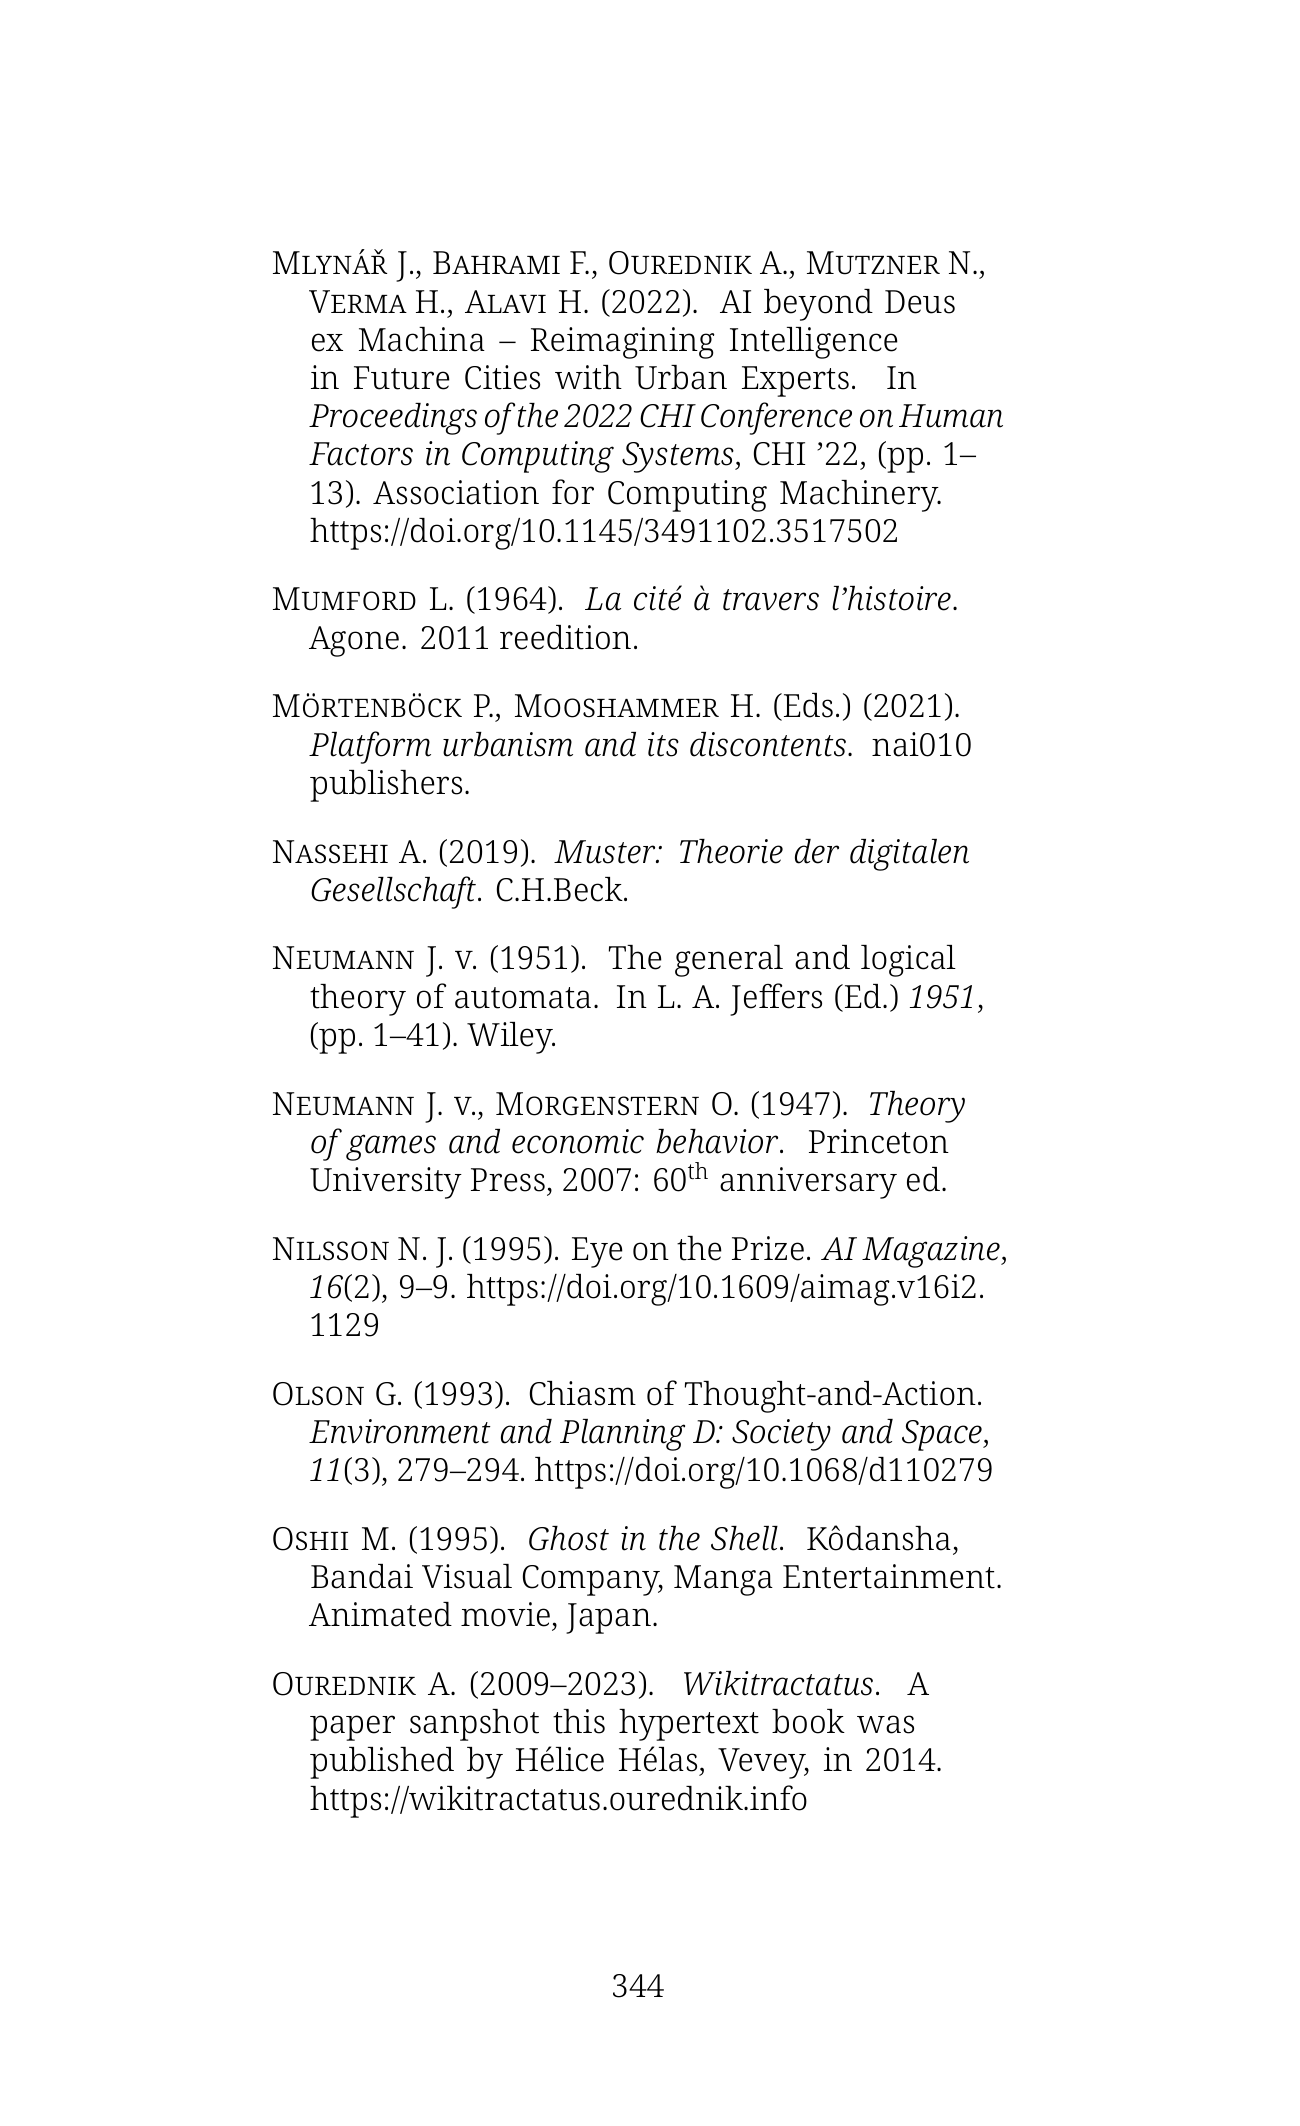 Mlynář J., Bahrami F., Ourednik A., Mutzner N.,
Verma H., Alavi H. (2022). AI beyond Deus
ex Machina – Reimagining Intelligence
in Future Cities with Urban Experts. In
Proceedings of the 2022 CHI Conference on Human
Factors in Computing Systems, CHI ’22, (pp. 1–
13). Association for Computing Machinery.
https://doi.org/10.1145/3491102.3517502
Mumford L. (1964). La cité à travers l’histoire.
Agone. 2011 reedition.
Mörtenböck P., Mooshammer H. (Eds.) (2021).
Platform urbanism and its discontents. nai010
publishers.
Nassehi A. (2019). Muster: Theorie der digitalen
Gesellschaft. C.H.Beck.
Neumann J. v. (1951). The general and logical
theory of automata. In L. A. Jeffers (Ed.) 1951,
(pp. 1–41). Wiley.
Neumann J. v., Morgenstern O. (1947). Theory
of games and economic behavior. Princeton
University Press, 2007: 60th anniversary ed.
Nilsson N. J. (1995). Eye on the Prize. AI Magazine,
16(2), 9–9. https://doi.org/10.1609/aimag.v16i2.
1129
Olson G. (1993). Chiasm of Thought-and-Action.
Environment and Planning D: Society and Space,
11(3), 279–294. https://doi.org/10.1068/d110279
Oshii M. (1995). Ghost in the Shell. Kôdansha,
Bandai Visual Company, Manga Entertainment.
Animated movie, Japan.
Ourednik A. (2009–2023). Wikitractatus. A
paper sanpshot this hypertext book was
published by Hélice Hélas, Vevey, in 2014.
https://wikitractatus.ourednik.info
344